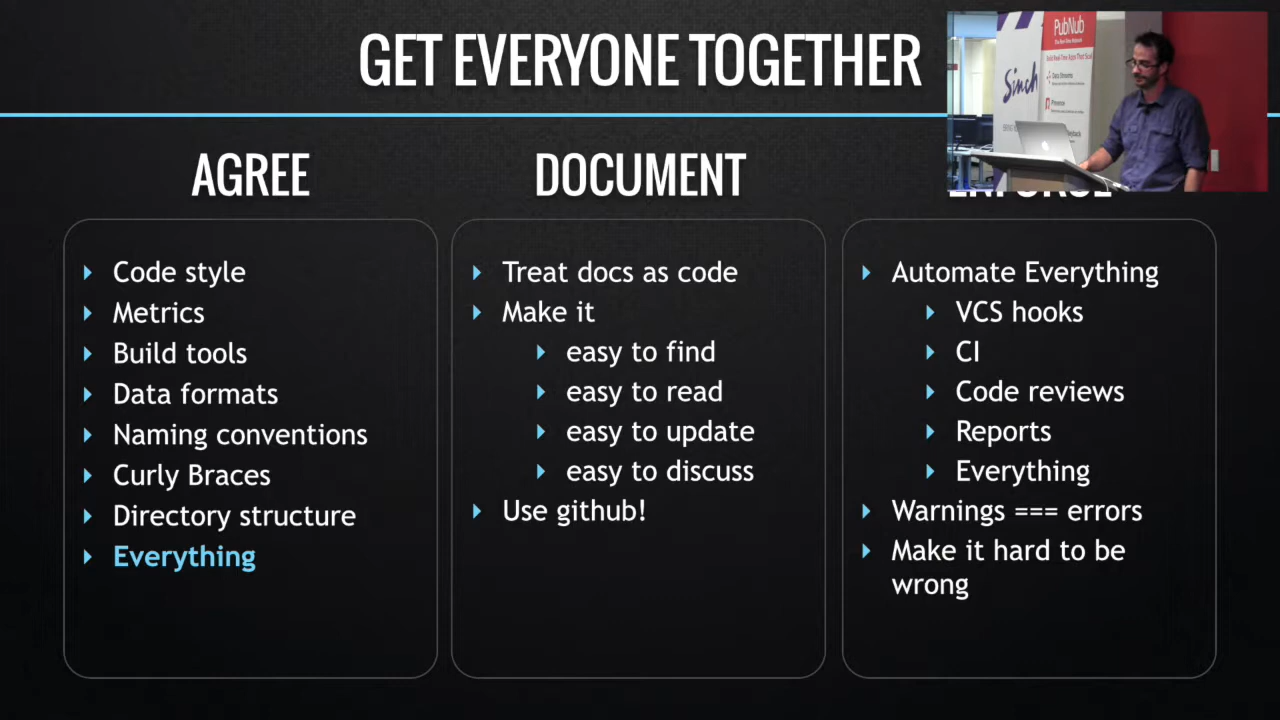 GET EVERYONE TOGETHER
PubNub
Sinch
AGREE
DOCUMENT
Code style
Metrics
Build tools
Data formats
Naming conventions
Curly Braces
Directory structure
Everything
Treat docs as code
Make it
easy to find
easy to read
easy to update
easy to discuss
Use github!
Automate Everything
VCS hooks
CI
Code reviews
Reports
Everything
Warnings === errors
Make it hard to be
wrong